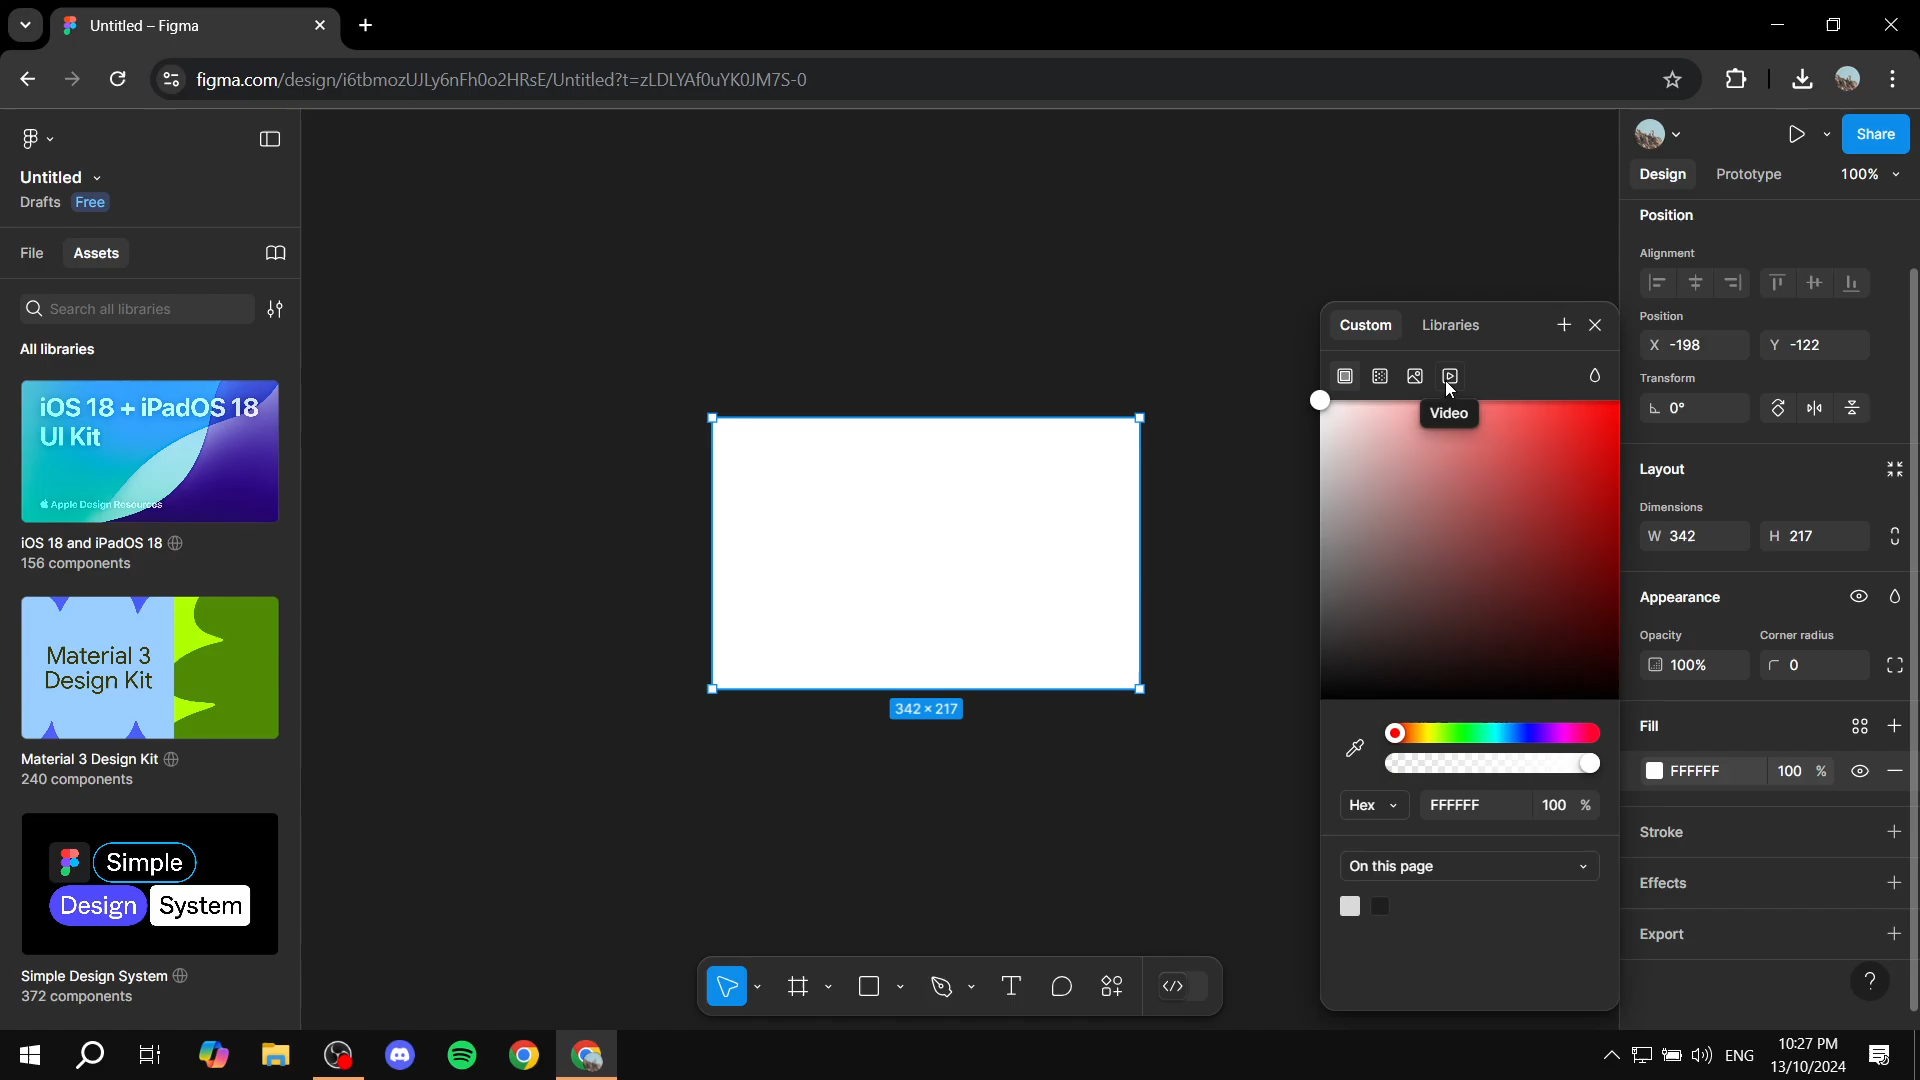 Untitled – Figma
figma.com/design/i6tbmozUJLy6nFh0o2HRsE/Untitled?t=zLDLYAf0uYK0JM7S-0
Untitled
Drafts Free
File Assets
Search all libraries
All libraries
iOS 18 + iPadOS 18
UI Kit
Apple Design Resources
iOS 18 and iPadOS 18
156 components
Material 3
Design Kit
Material 3 Design Kit
240 components
Simple
Design System
Simple Design System
372 components
342 × 217
Custom Libraries
Video
Hex FFFFFF 100 %
On this page
Share
Design Prototype 100%
Position
Alignment
Position
X -198 Y -122
Transform
0°
Layout
Dimensions
W 342 H 217
Appearance
Opacity Corner radius
100% 0
Fill
FFFFFF 100 %
Stroke
Effects
Export
?
ENG
10:27 PM
13/10/2024